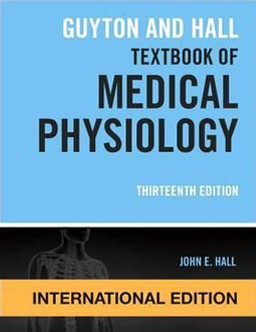 GUYTON AND HALL
TEXTBOOK OF
MEDICAL
PHYSIOLOGY
THIRTEENTH EDITION
JOHN E. HALL
INTERNATIONAL EDITION